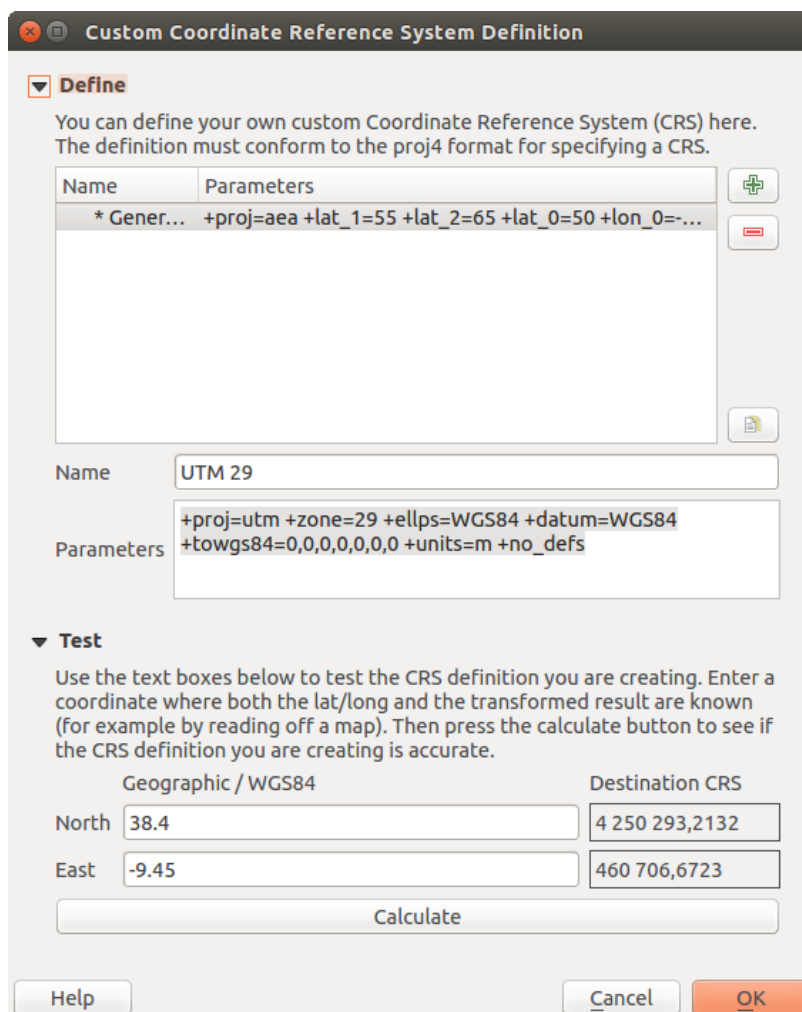 Custom Coordinate Reference System Definition
Define
You can define your own custom Coordinate Reference System (CRS) here.
The definition must conform to the proj4 format for specifying a CRS.
Name Parameters
* Gener... +proj=aea +lat_1=55 +lat_2=65 +lat_0=50 +lon_0=-...
Name UTM 29
+proj=utm +zone=29 +ellps=WGS84 +datum=WGS84
Parameters +towgs84=0,0,0,0,0,0,0 +units=m +no_defs
Test
Use the text boxes below to test the CRS definition you are creating. Enter a
coordinate where both the lat/long and the transformed result are known
(for example by reading off a map). Then press the calculate button to see if
the CRS definition you are creating is accurate.
Geographic / WGS84 Destination CRS
North 38.4 4 250 293,2132
East -9.45 460 706,6723
Calculate
Help Cancel OK